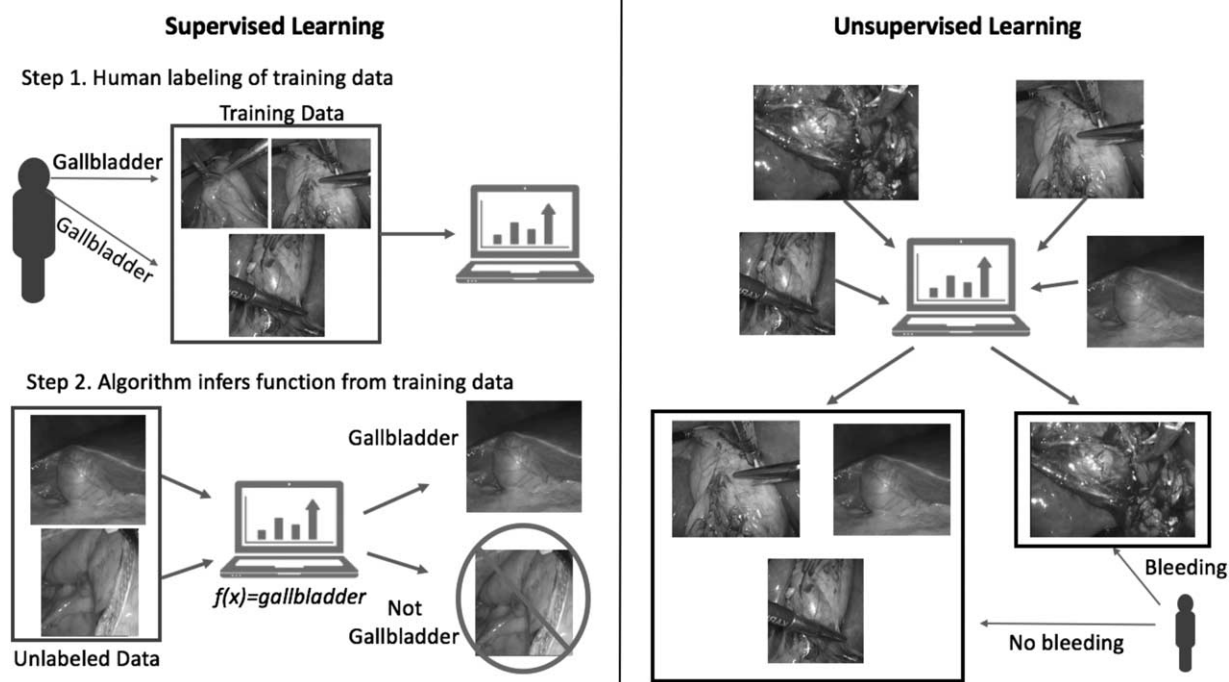 Supervised Learning
Step 1. Human labeling of training data
Training Data
Gallbladder
Gallbladder
Step 2. Algorithm infers function from training data
Gallbladder
f(x)=gallbladder
Not
Gallbladder
Unlabeled Data
Unsupervised Learning
Bleeding
No bleeding